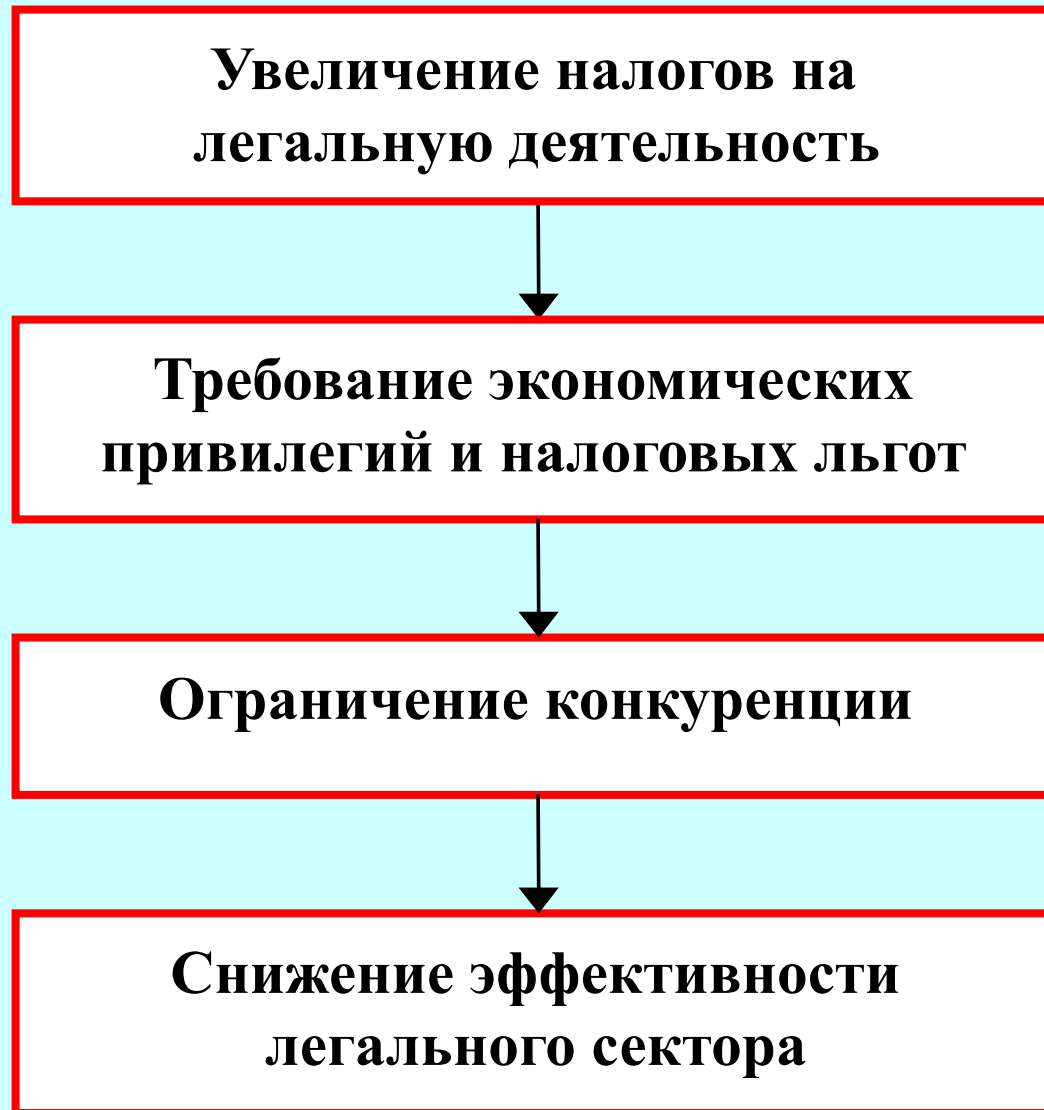 Увеличение налогов на
легальную деятельность
Требование экономических
привилегий и налоговых льгот
Ограничение конкуренции
Снижение эффективности
легального сектора